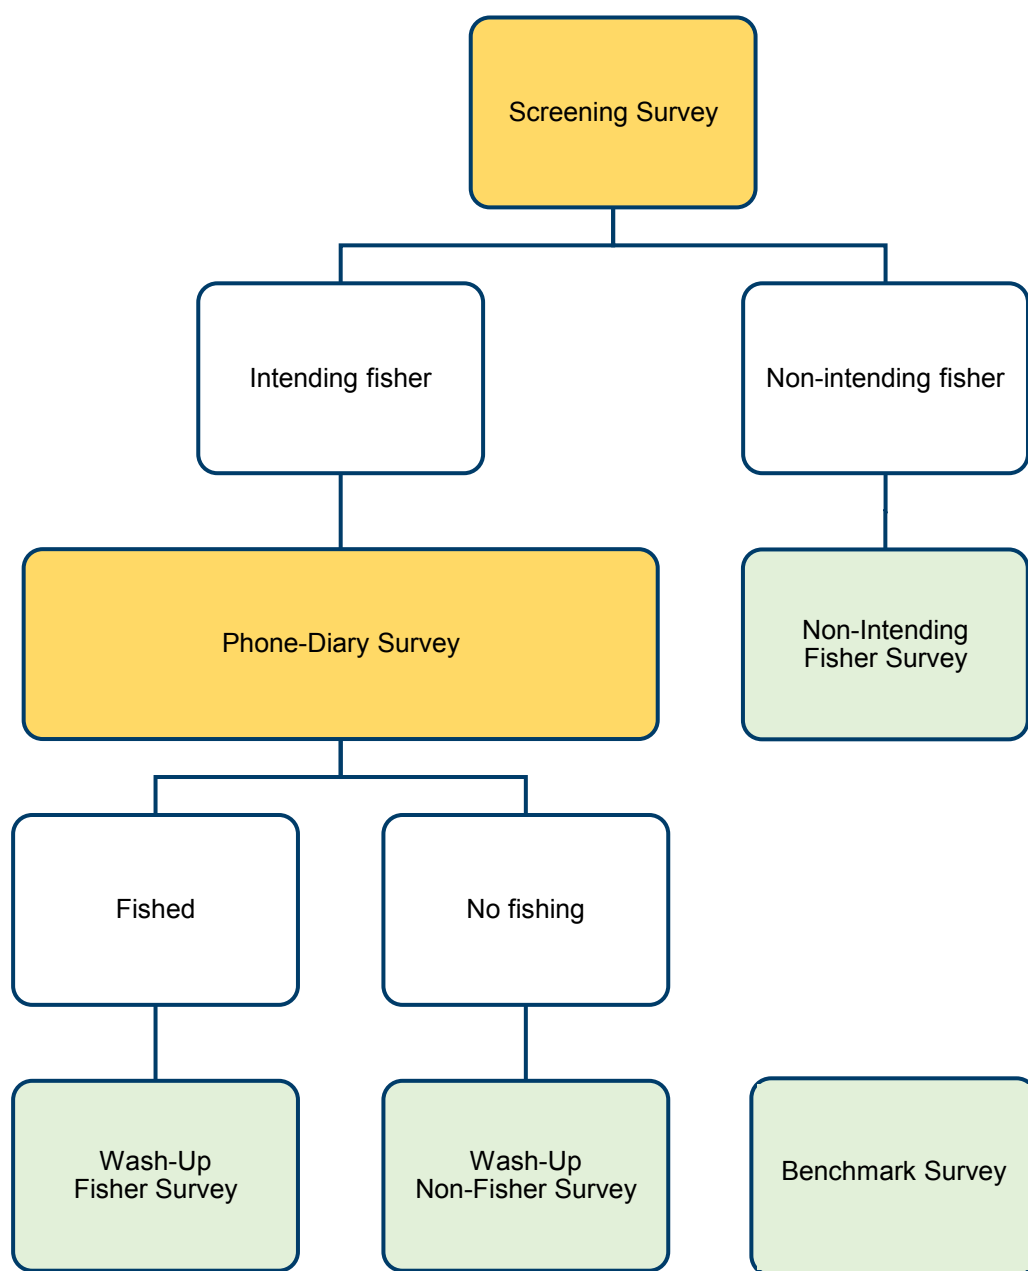 Screening Survey
Intending fisher
Non-intending fisher
Phone-Diary Survey
Non-Intending
Fisher Survey
Fished
No fishing
Wash-Up
Fisher Survey
Wash-Up
Non-Fisher Survey
Benchmark Survey